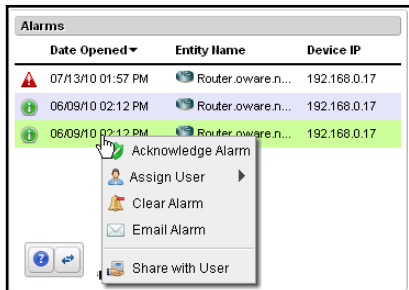 Alarms
Date Opened Entity Name Device IP
07/13/10 01:57 PM Router.oware.n... 192.168.0.17
06/09/10 02:12 PM Router.oware.n... 192.168.0.17
06/09/10 02:12 PM Router.oware.n... 192.168.0.17
Acknowledge Alarm
Assign User
Clear Alarm
Email Alarm
Share with User